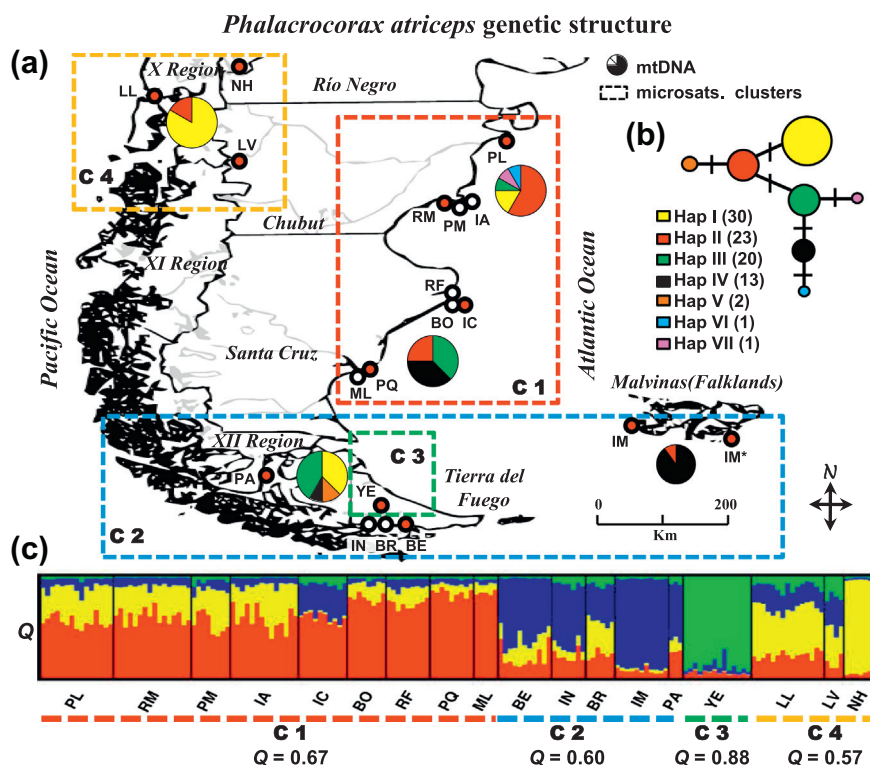 Phalacrocorax atriceps genetic structure
(a)
X Region
NH
LL
Río Negro
mtDNA
microsats. clusters
LV
C 4
PL
(b)
RM
PM
IA
Chubut
Hap I (30)
Hap II (23)
Hap III (20)
Hap IV (13)
Hap V (2)
Hap VI (1)
Hap VII (1)
Pacific Ocean
XI Region
RF
BO
IC
Atlantic Ocean
Santa Cruz
ML
PQ
C 1
Malvinas(Falklands)
XII Region
C 3
IM
IM*
PA
YE
Tierra del
Fuego
0
200
Km
N
C 2
IN
BR
BE
(c)
Q
PL
RM
PM
IA
IC
BO
RF
PQ
ML
BE
IN
BR
IM
PA
YE
LL
LV
NH
C 1
C 2
C 3
C 4
Q = 0.67
Q = 0.60
Q = 0.88
Q = 0.57